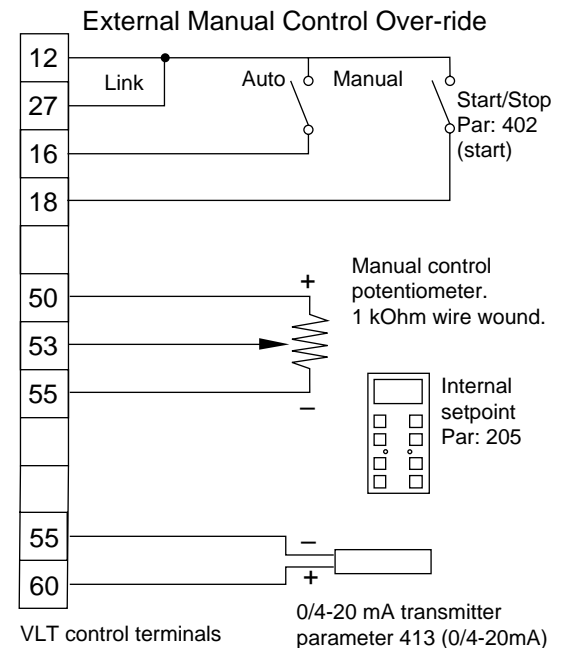 External Manual Control Over-ride
12
Link
Auto
Manual
27
Start/Stop
Par: 402
(start)
16
18
50
+
Manual control
potentiometer.
1 kOhm wire wound.
53
55
–
Internal
setpoint
Par: 205
55
–
60
+
0/4-20 mA transmitter
parameter 413 (0/4-20mA)
VLT control terminals